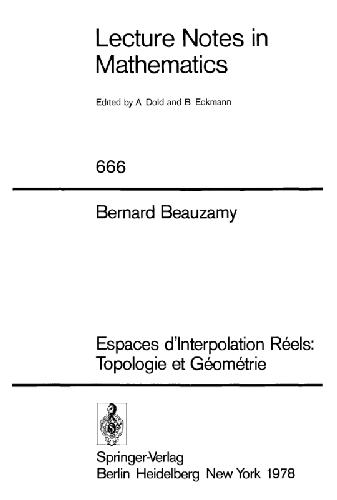 Lecture Notes in
Mathematics
Edited by A. Dold and B. Eckmann
666
Bernard Beauzamy
Espaces d'Interpolation Réels:
Topologie et Géométrie
Springer-Verlag
Berlin Heidelberg New York 1978